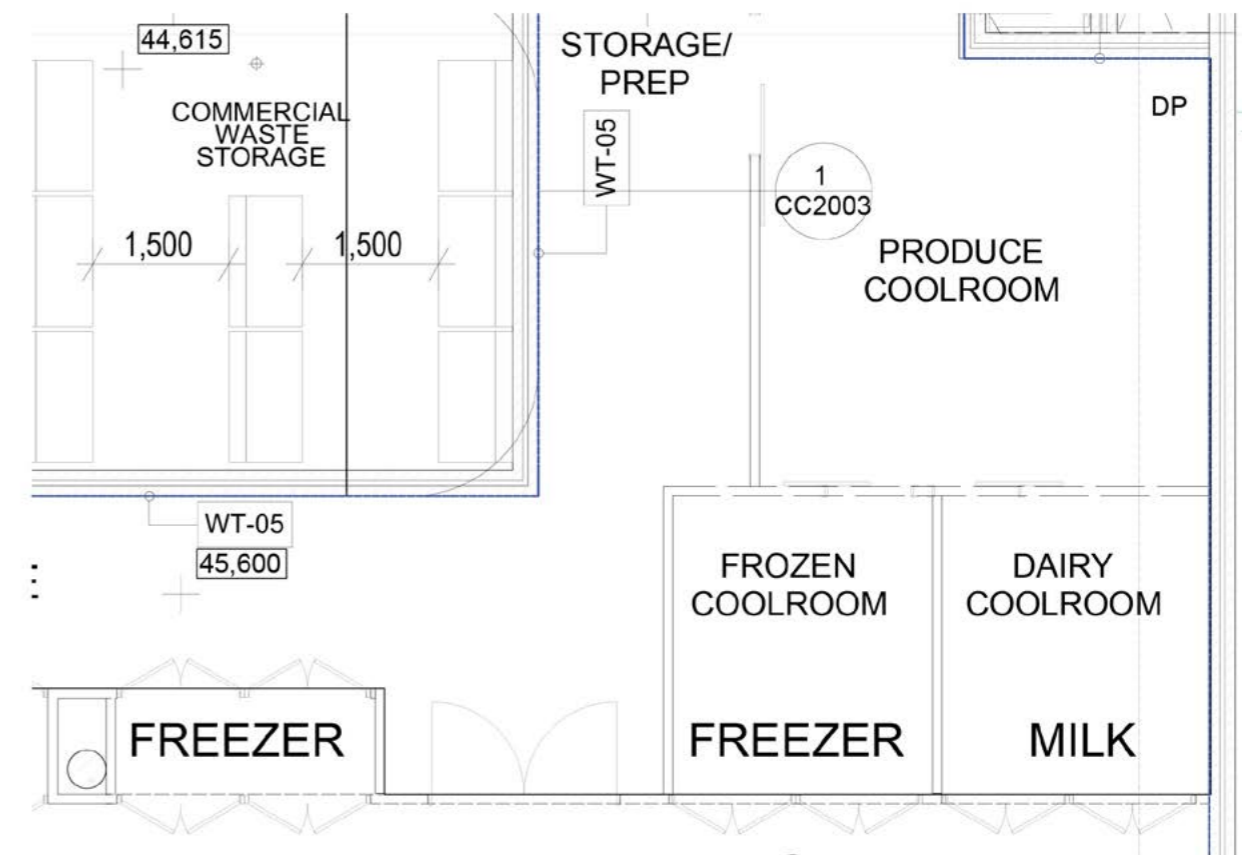 44,615
STORAGE/
PREP
COMMERCIAL
WASTE
STORAGE
DP
WT-05
1
CC2003
1,500
1,500
PRODUCE
COOLROOM
WT-05
45,600
FROZEN
COOLROOM
DAIRY
COOLROOM
FREEZER
FREEZER
MILK